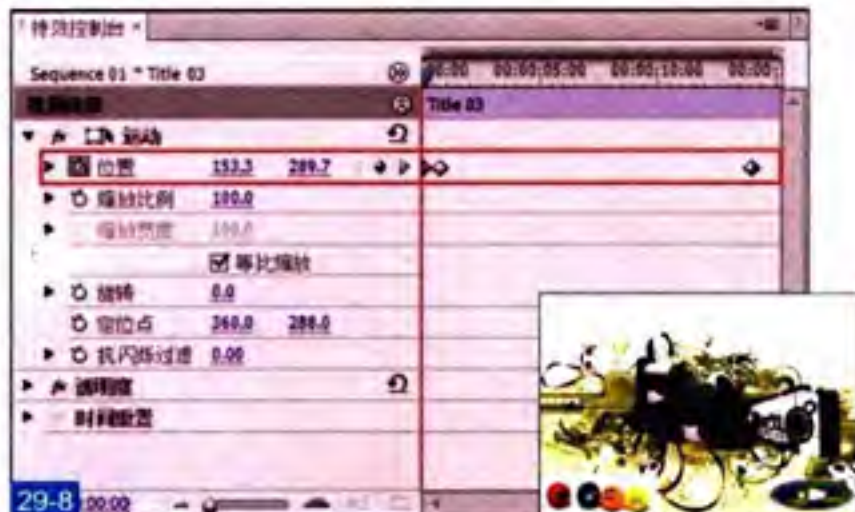 特效控制台 ×
Sequence 01 * Title 03
00:00 00:00:05:00 00:00:10:00 00:00:
Title 03
fx 运动
位置 153.3 289.7
缩放比例 100.0
缩放宽度 100.0
等比缩放
旋转 0.0
定位点 360.0 288.0
抗闪烁过滤 0.00
fx 透明度
时间重置
29-8 00:00